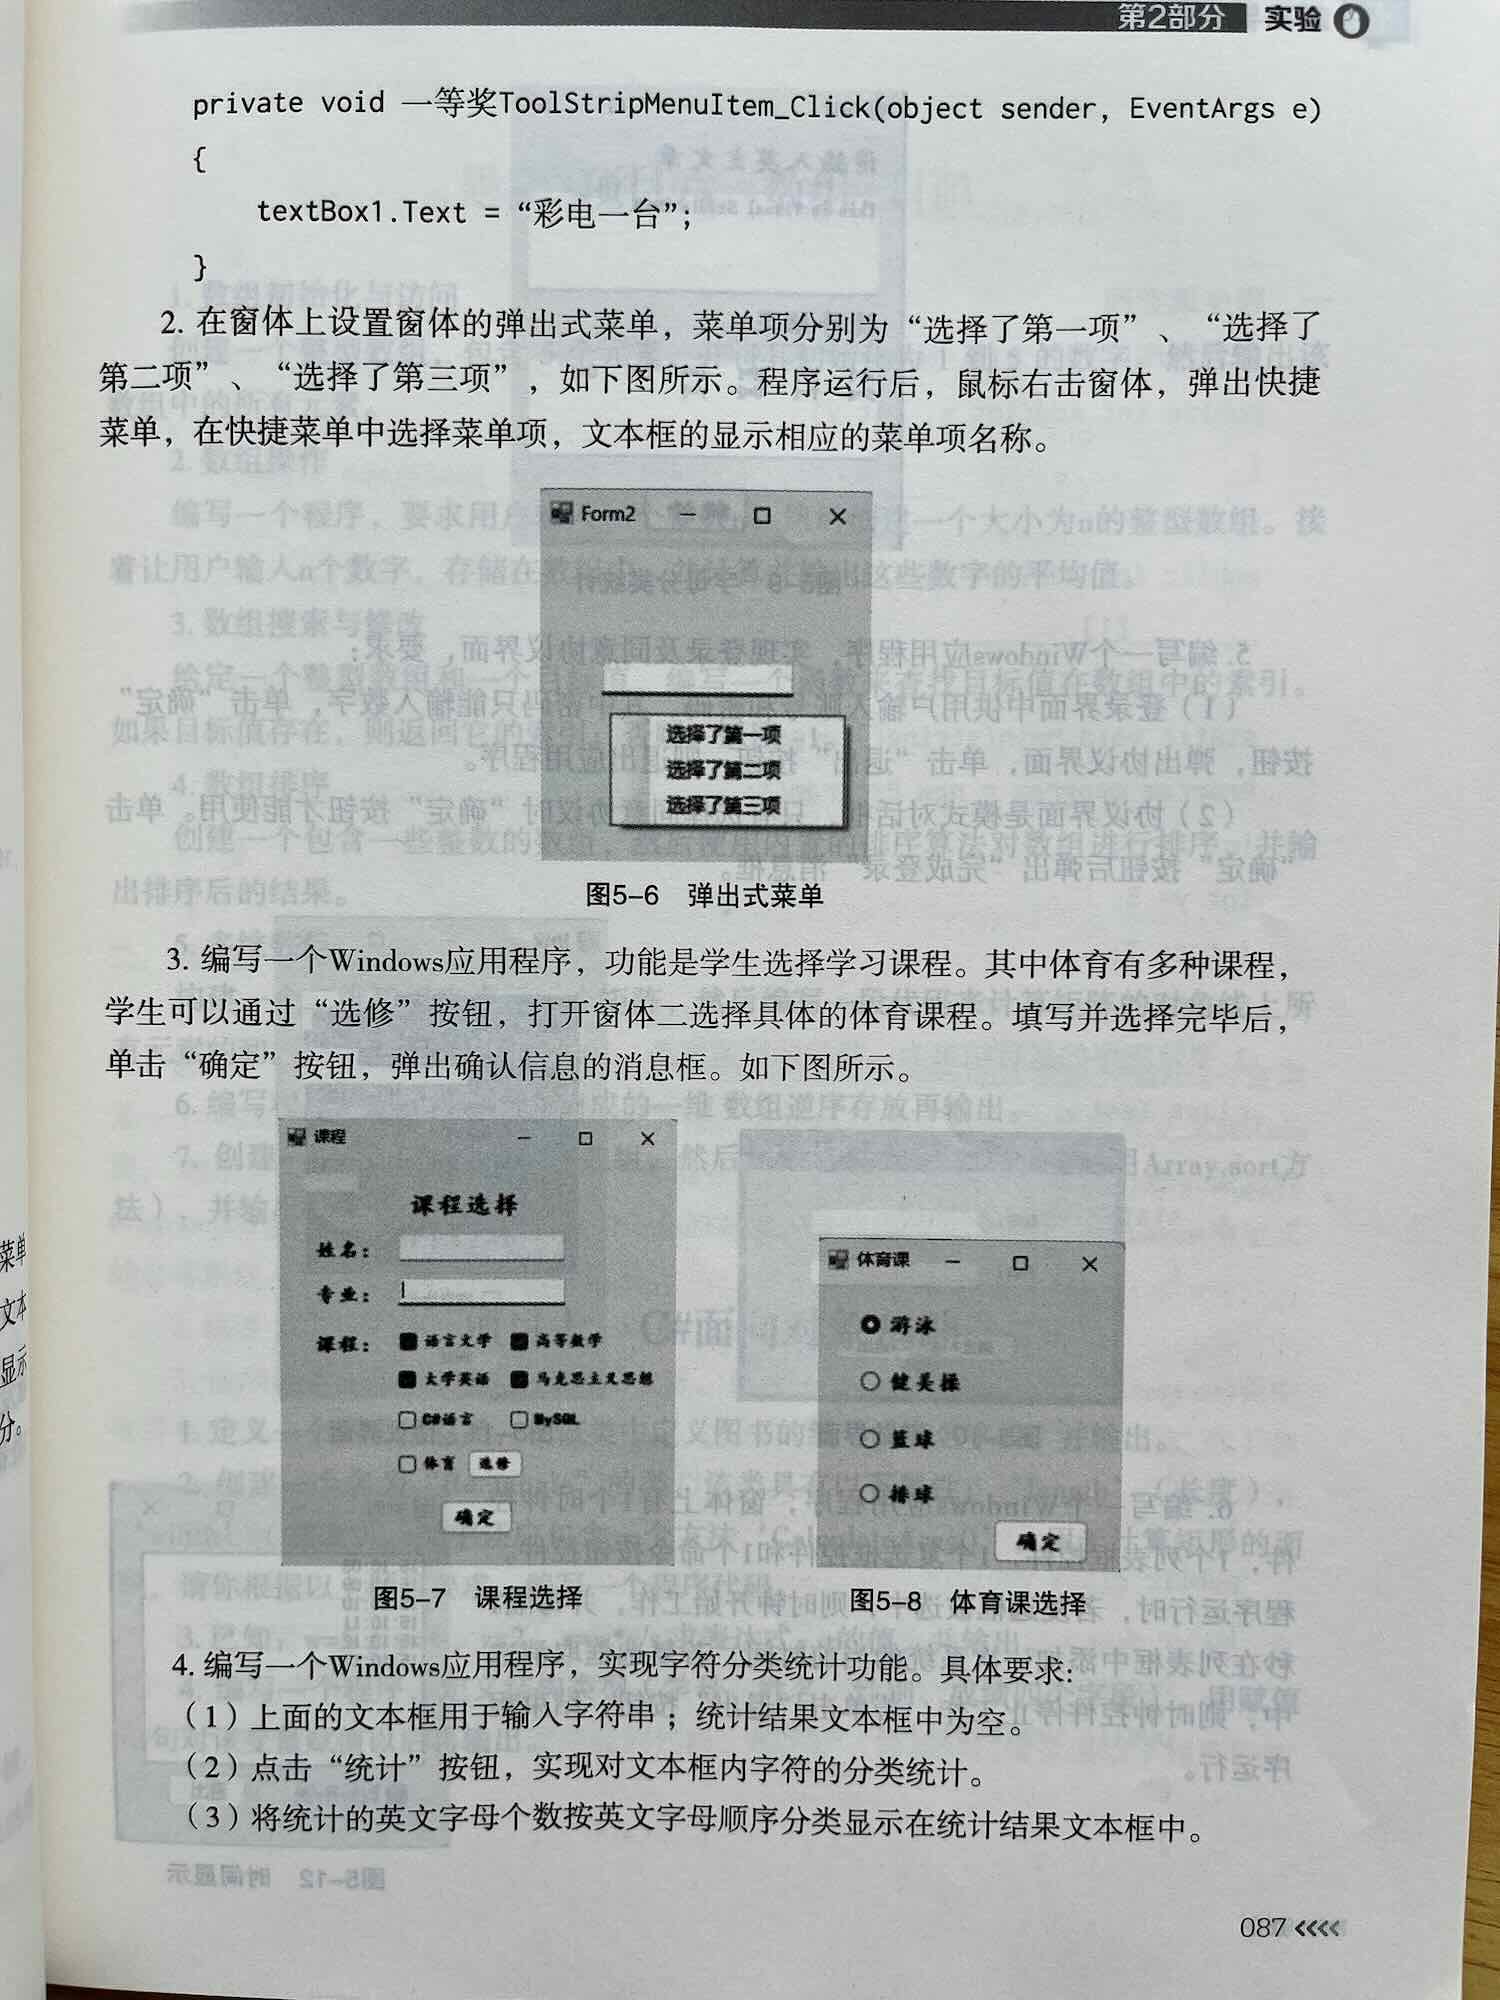 第2部分 实验
private void 一等奖ToolStripMenuItem_Click(object sender, EventArgs e)
{
textBox1.Text = “彩电一台”;
}
2. 在窗体上设置窗体的弹出式菜单，菜单项分别为“选择了第一项”、“选择了
第二项”、“选择了第三项”，如下图所示。程序运行后，鼠标右击窗体，弹出快捷
菜单，在快捷菜单中选择菜单项，文本框的显示相应的菜单项名称。
Form2
选择了第一项
选择了第二项
选择了第三项
图5-6 弹出式菜单
3. 编写一个Windows应用程序，功能是学生选择学习课程。其中体育有多种课程，
学生可以通过“选修”按钮，打开窗体二选择具体的体育课程。填写并选择完毕后，
单击“确定”按钮，弹出确认信息的消息框。如下图所示。
课程
课程选择
姓名：
专业：
课程： 语言文学 高等数学
大学英语 马克思主义思想
C#语言 MySQL
体育 选修
确定
图5-7 课程选择
体育课
游泳
健美操
篮球
排球
确定
图5-8 体育课选择
4. 编写一个Windows应用程序，实现字符分类统计功能。具体要求：
（1）上面的文本框用于输入字符串；统计结果文本框中为空。
（2）点击“统计”按钮，实现对文本框内字符的分类统计。
（3）将统计的英文字母个数按英文字母顺序分类显示在统计结果文本框中。
087
菜单
文本
显示
分。